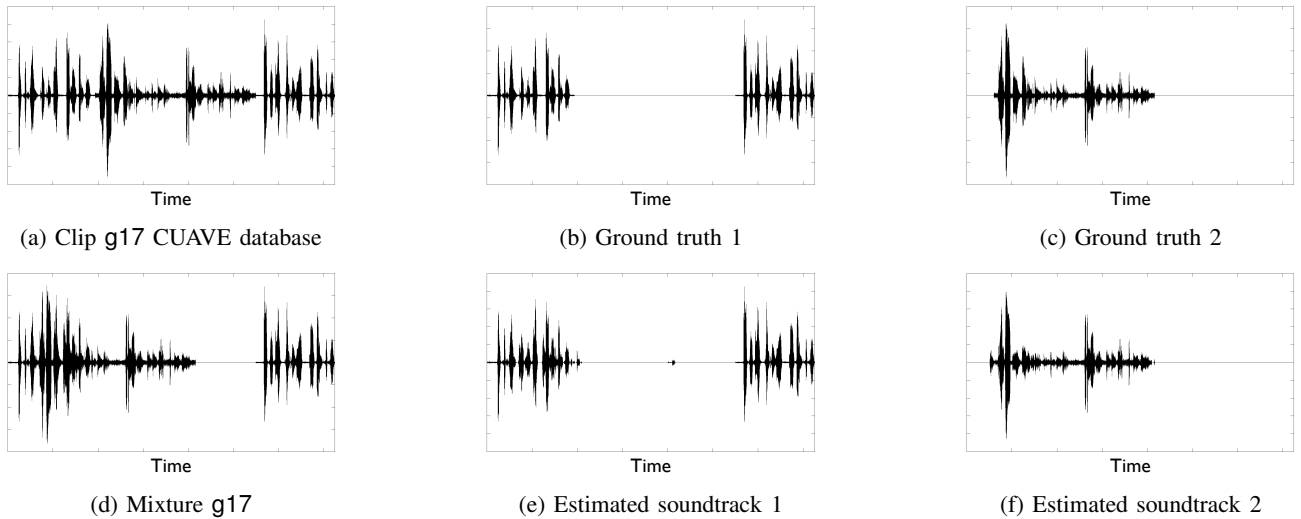 Time Time Time
(a) Clip g17 CUAVE database (b) Ground truth 1 (c) Ground truth 2
Time Time Time
(d) Mixture g17 (e) Estimated soundtrack 1 (f) Estimated soundtrack 2